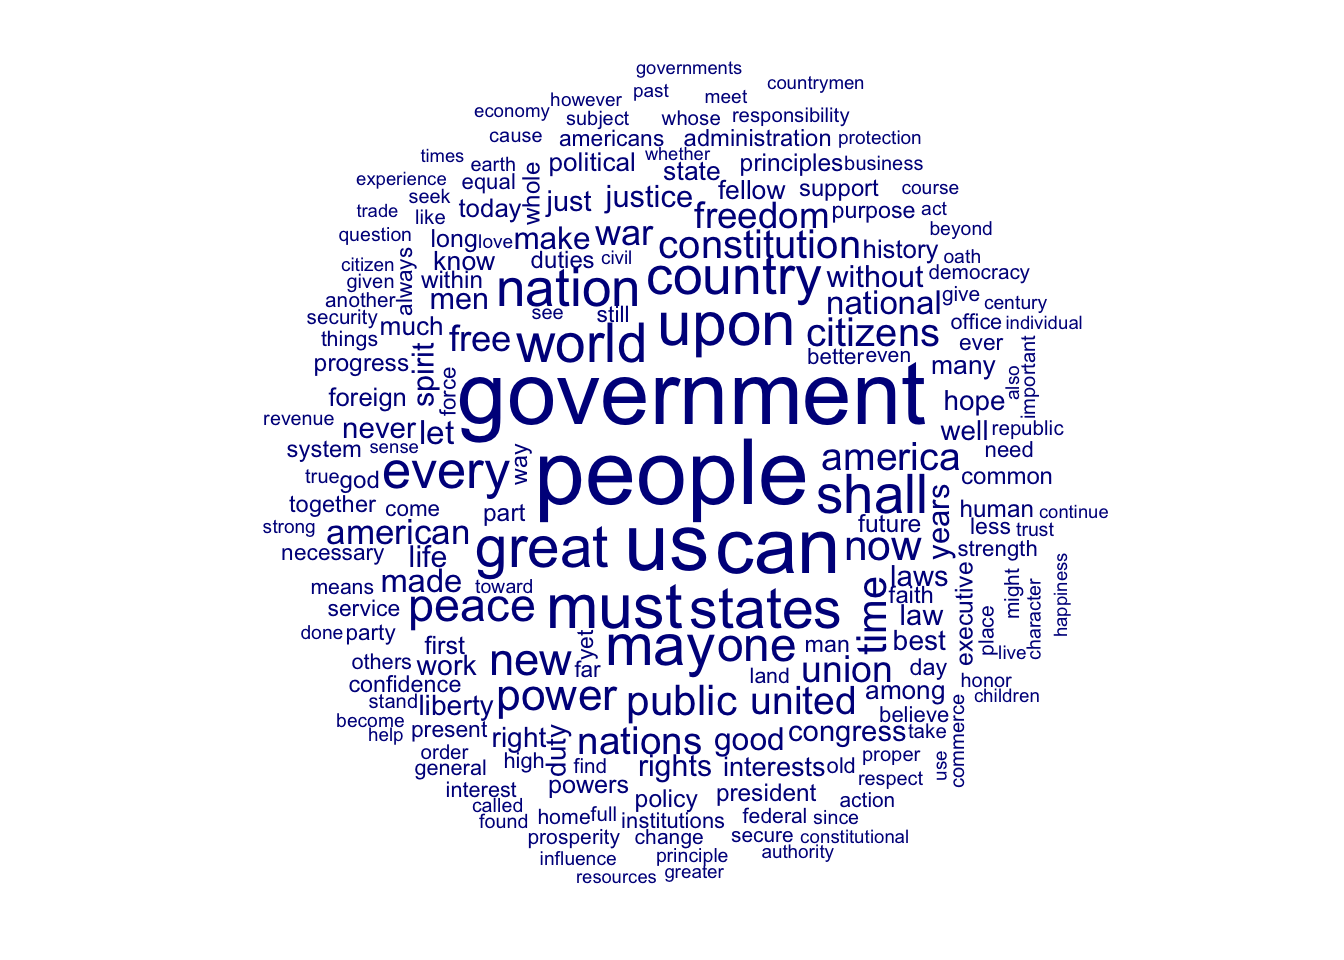 governments
countrymen
past
meet
however
economy
subject
whose
responsibility
cause
americans
administration
protection
times
whether
earth
political
state
principles
business
experience
equal
whole
seek
just
justice
fellow
support
course
trade
like
today
freedom
purpose
act
question
long
love
make
war
constitution
history
beyond
oath
citizen
know
duties
civil
given
always
within
nation
country
without
democracy
another
men
see
still
national
give
century
security
much
upon
citizens
office
individual
things
free
world
ever
progress
spirit
better
even
many
also
important
force
government
foreign
hope
revenue
never
let
well
republic
system
sense
way
people
america
need
true
god
every
common
together
come
part
shall
years
human
continue
strong
american
future
less
trust
necessary
life
great
us
can
now
strength
means
made
toward
laws
service
peace
must
states
time
faith
executive
might
character
happiness
law
place
done
party
first
yet
may
one
man
best
live
others
work
new
far
land
union
day
honor
confidence
children
stand
liberty
power
public
united
among
become
believe
help
present
right
duty
nations
good
congress
take
commerce
order
general
high
find
rights
interests
old
proper
use
interest
powers
policy
president
respect
called
action
found
home
full
institutions
federal
since
prosperity
change
secure
constitutional
influence
principle
authority
resources
greater